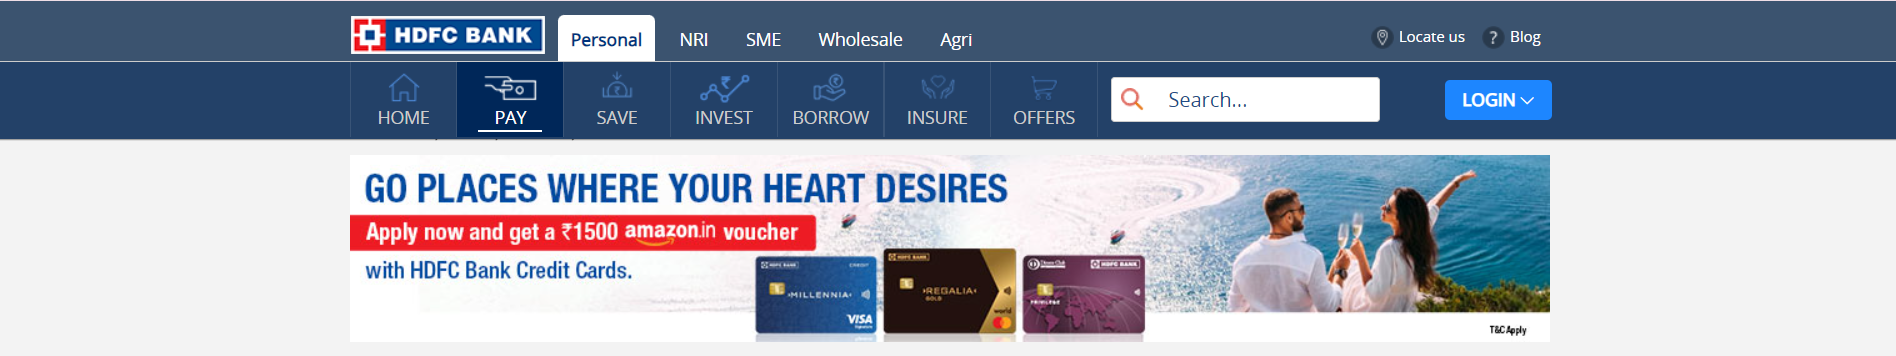 HDFC BANK
Personal
NRI
SME
Wholesale
Agri
Locate us
? Blog
HOME
PAY
SAVE
INVEST
BORROW
INSURE
OFFERS
Search...
LOGIN
GO PLACES WHERE YOUR HEART DESIRES
Apply now and get a ₹1500 amazon.in voucher
with HDFC Bank Credit Cards.
HDFC BANK CREDIT
MILLENNIA
VISA
Signature
HDFC BANK
REGALIA
GOLD
world
Diners Club HDFC BANK
PRIVILEGE
T&C Apply